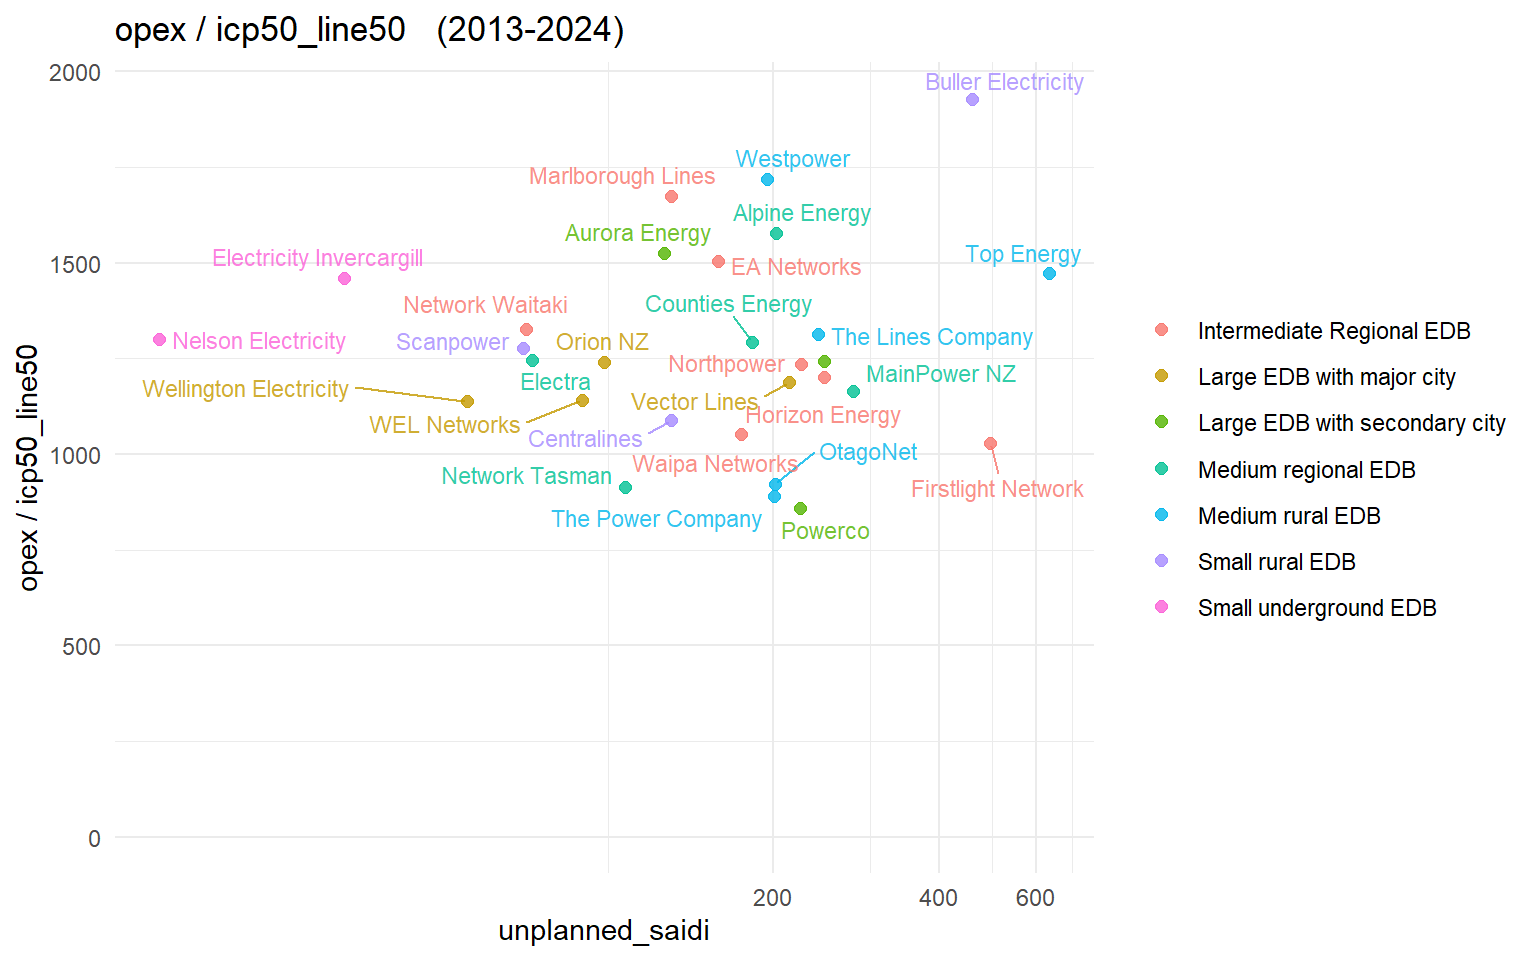 opex / icp50_line50   (2013-2024)
opex / icp50_line50
2000
1500
1000
500
0
Buller Electricity
Westpower
Marlborough Lines
Alpine Energy
Aurora Energy
Top Energy
Electricity Invercargill
EA Networks
Network Waitaki
Counties Energy
Nelson Electricity
Scanpower
Orion NZ
The Lines Company
Northpower
MainPower NZ
Electra
Wellington Electricity
Vector Lines
Horizon Energy
WEL Networks
Centralines
OtagoNet
Waipa Networks
Network Tasman
Firstlight Network
The Power Company
Powerco
200
400
600
unplanned_saidi
Intermediate Regional EDB
Large EDB with major city
Large EDB with secondary city
Medium regional EDB
Medium rural EDB
Small rural EDB
Small underground EDB